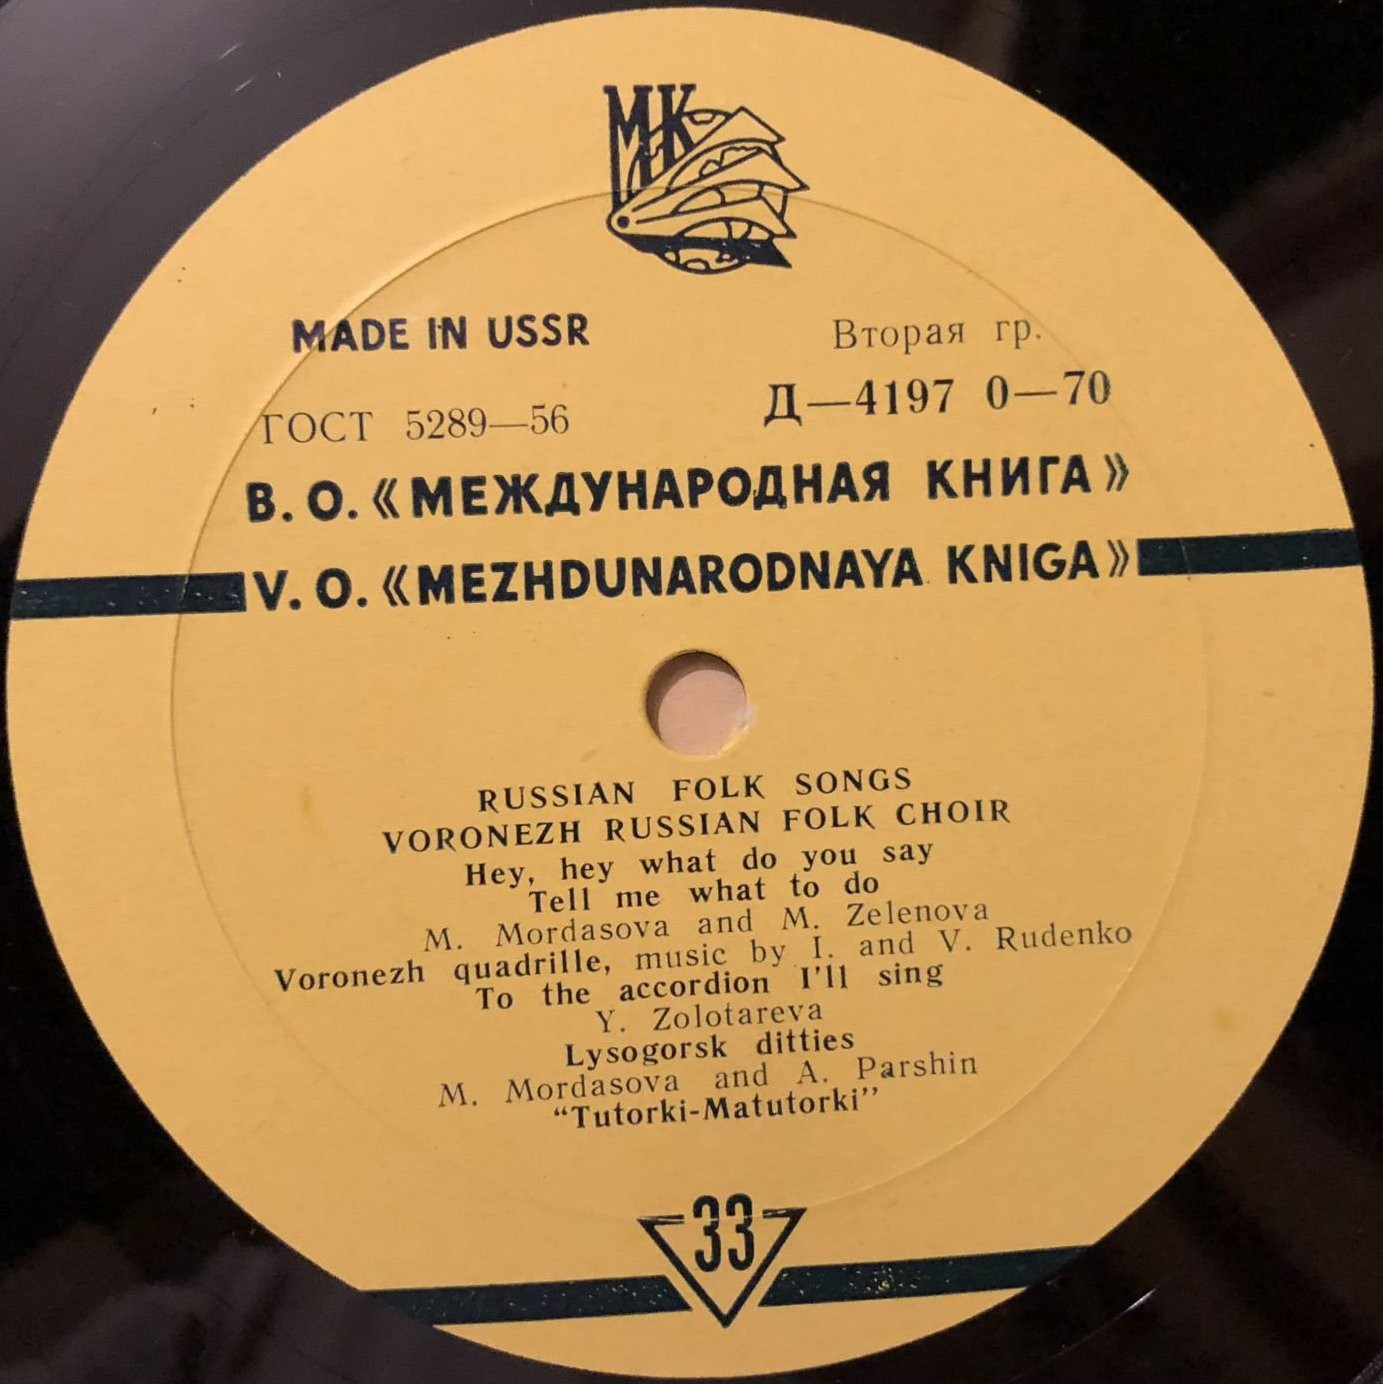 МК
MADE IN USSR
Вторая гр.
ГОСТ 5289—56
Д—4197 0—70
В. О. «МЕЖДУНАРОДНАЯ КНИГА»
V. O. «MEZHDUNARODNAYA KNIGA»
RUSSIAN FOLK SONGS
VORONEZH RUSSIAN FOLK CHOIR
Hey, hey what do you say
Tell me what to do
M. Mordasova and M. Zelenova
Voronezh quadrille, music by I. and V. Rudenko
To the accordion I'll sing
Y. Zolotareva
Lysogorsk ditties
M. Mordasova and A. Parshin
“Tutorki-Matutorki”
33